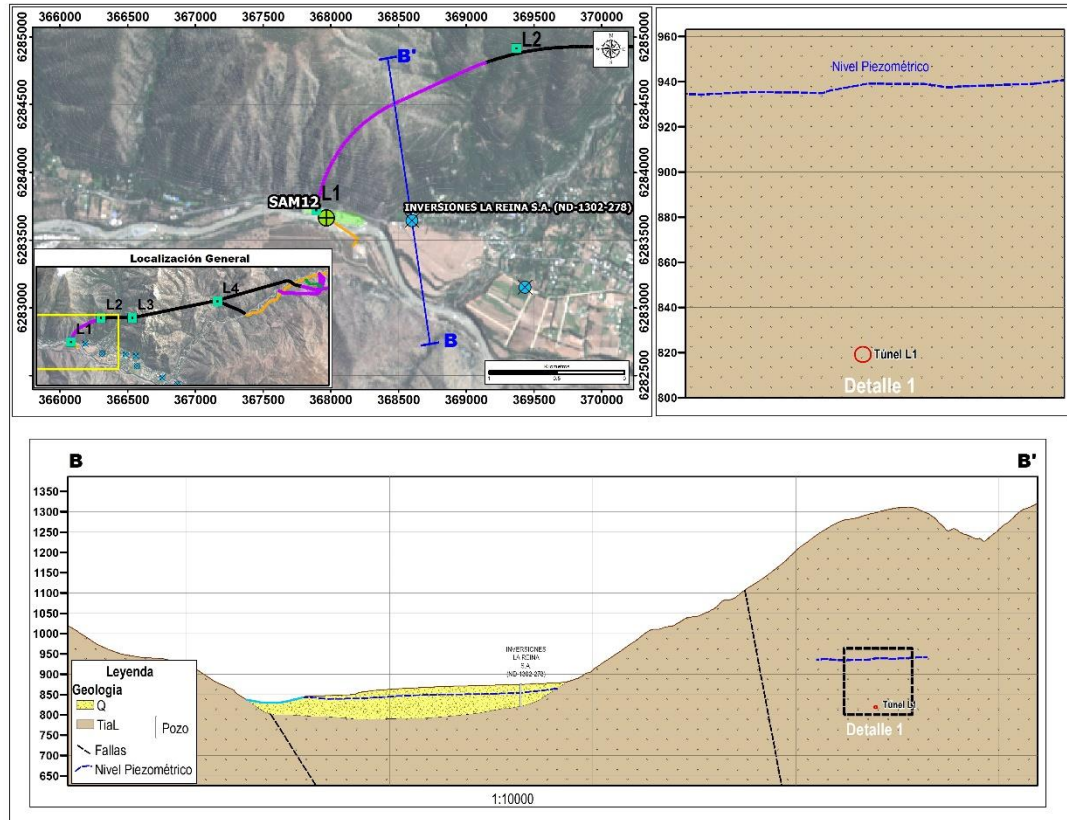 366000 366500 367000 367500 368000 368500 369000 369500 370000
6285000
6284500
6284000
6283500
6283000
6282500
L2
B'
L1
SAM12
INVERSIONES LA REINA S.A. (ND-1302-278)
B
Localización General
L4
L2 L3
L1
1 0.5 0
366000 366500 367000 367500 368000 368500 369000 369500 370000
960
940
920
900
880
860
840
820
800
Nivel Piezométrico
Túnel L1
Detalle 1
B B'
1350
1300
1250
1200
1150
1100
1050
1000
950
900
850
800
750
700
650
INVERSIONES
LA REINA
S.A.
(ND-1302-278)
Leyenda
Geologia
Q
TiaL
Pozo
Fallas
Nivel Piezométrico
Túnel L1
Detalle 1
1:10000